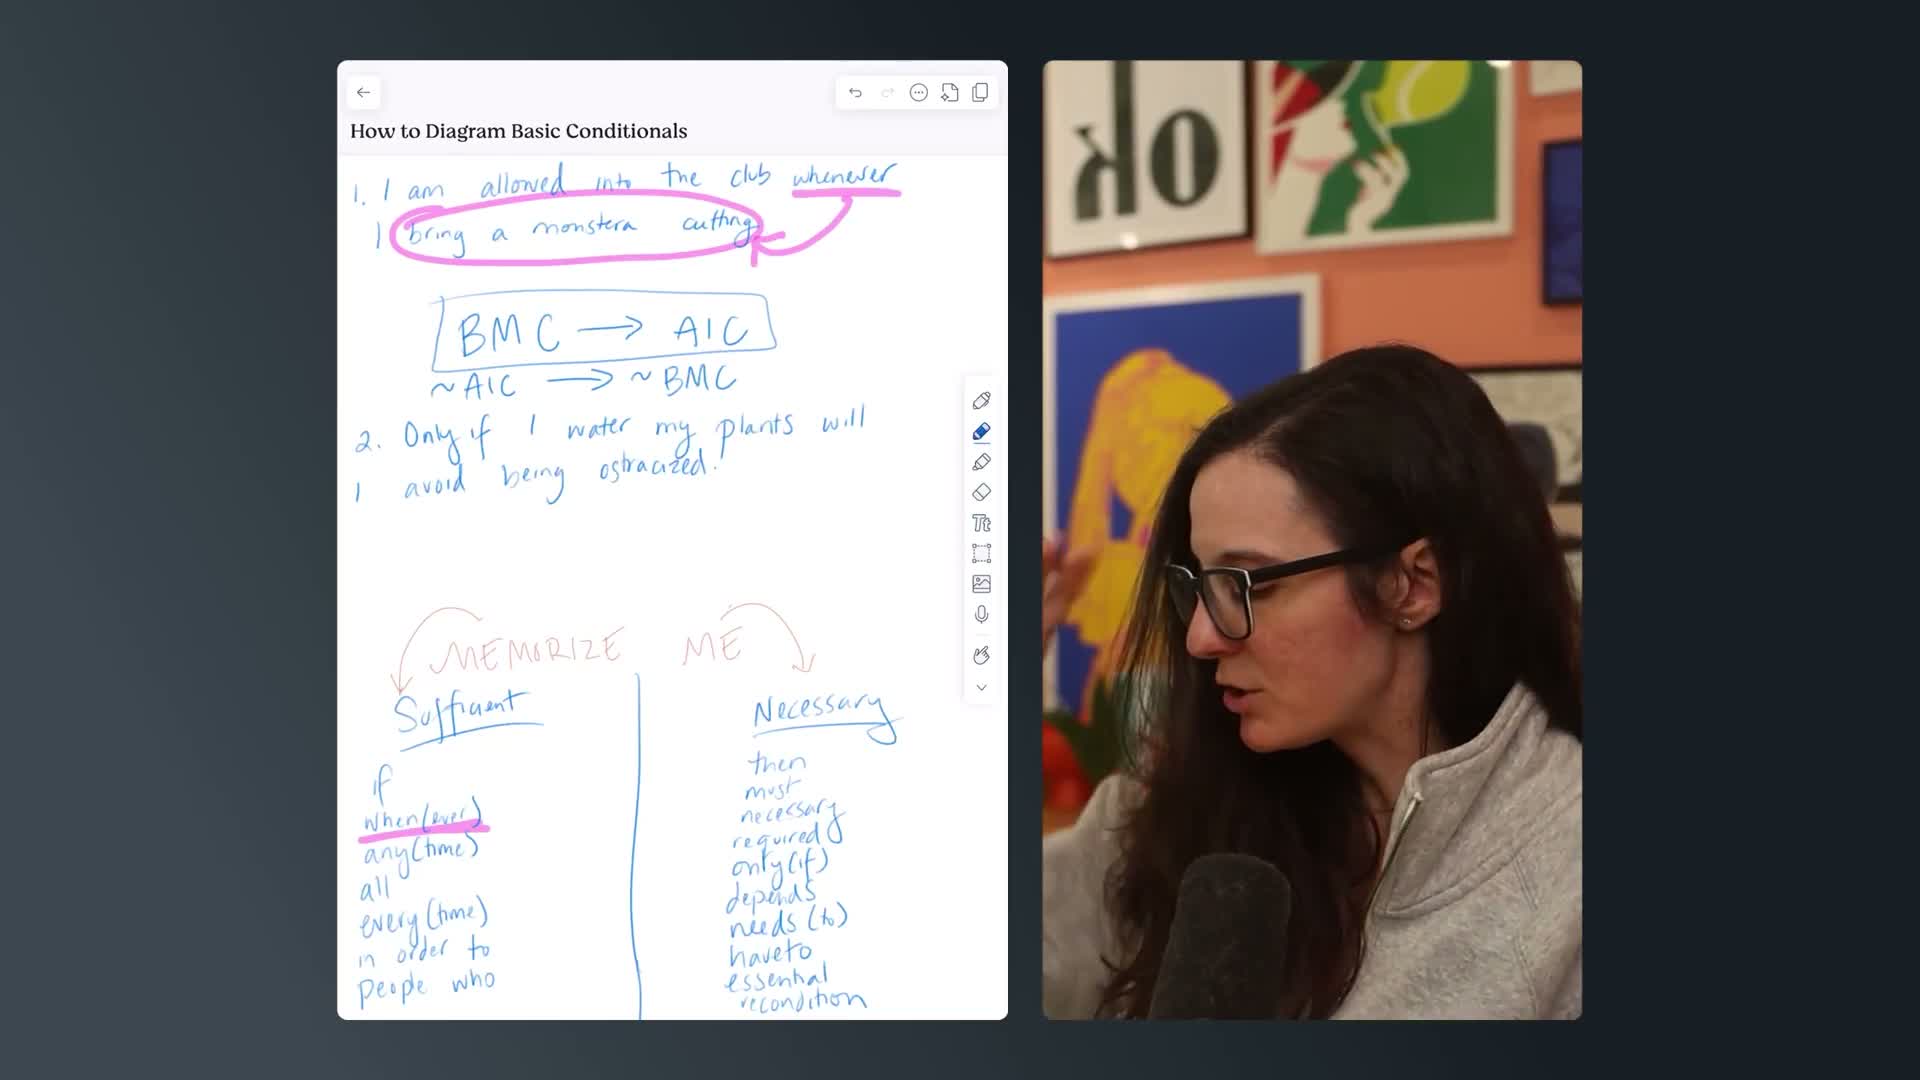 How to Diagram Basic Conditionals
1. I am allowed into the club whenever
I bring a monstera cutting
BMC → AIC
~AIC → ~BMC
2. Only if I water my plants will
I avoid being ostracized.
MEMORIZE ME
Sufficient
if
when(ever)
any(time)
all
every(time)
in order to
people who
Necessary
then
must
necessary
required
only(if)
depends
needs (to)
have to
essential
recondition
Tt
ok